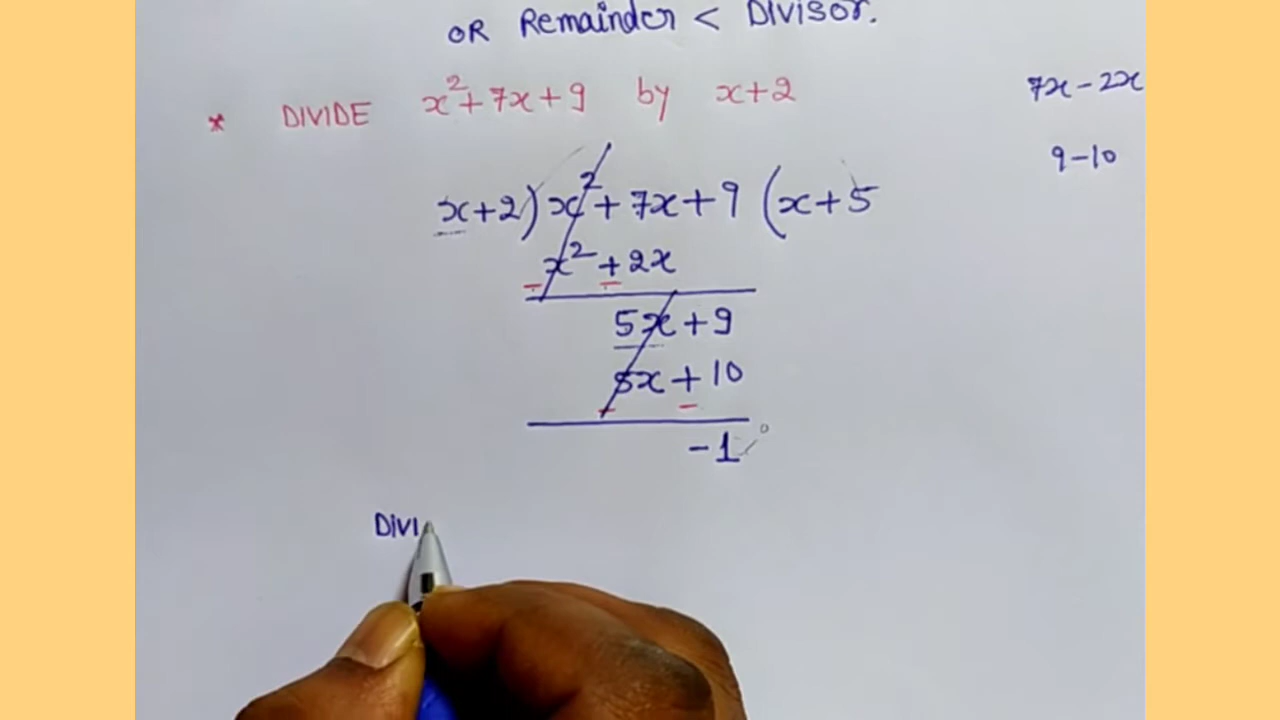 OR Remainder < Divisor.
* DIVIDE x²+7x+9 by x+2
7x-2x
9-10
x+2)x²+7x+9(x+5
x²+2x
- -
5x+9
5x+10
- -
-1
Divi